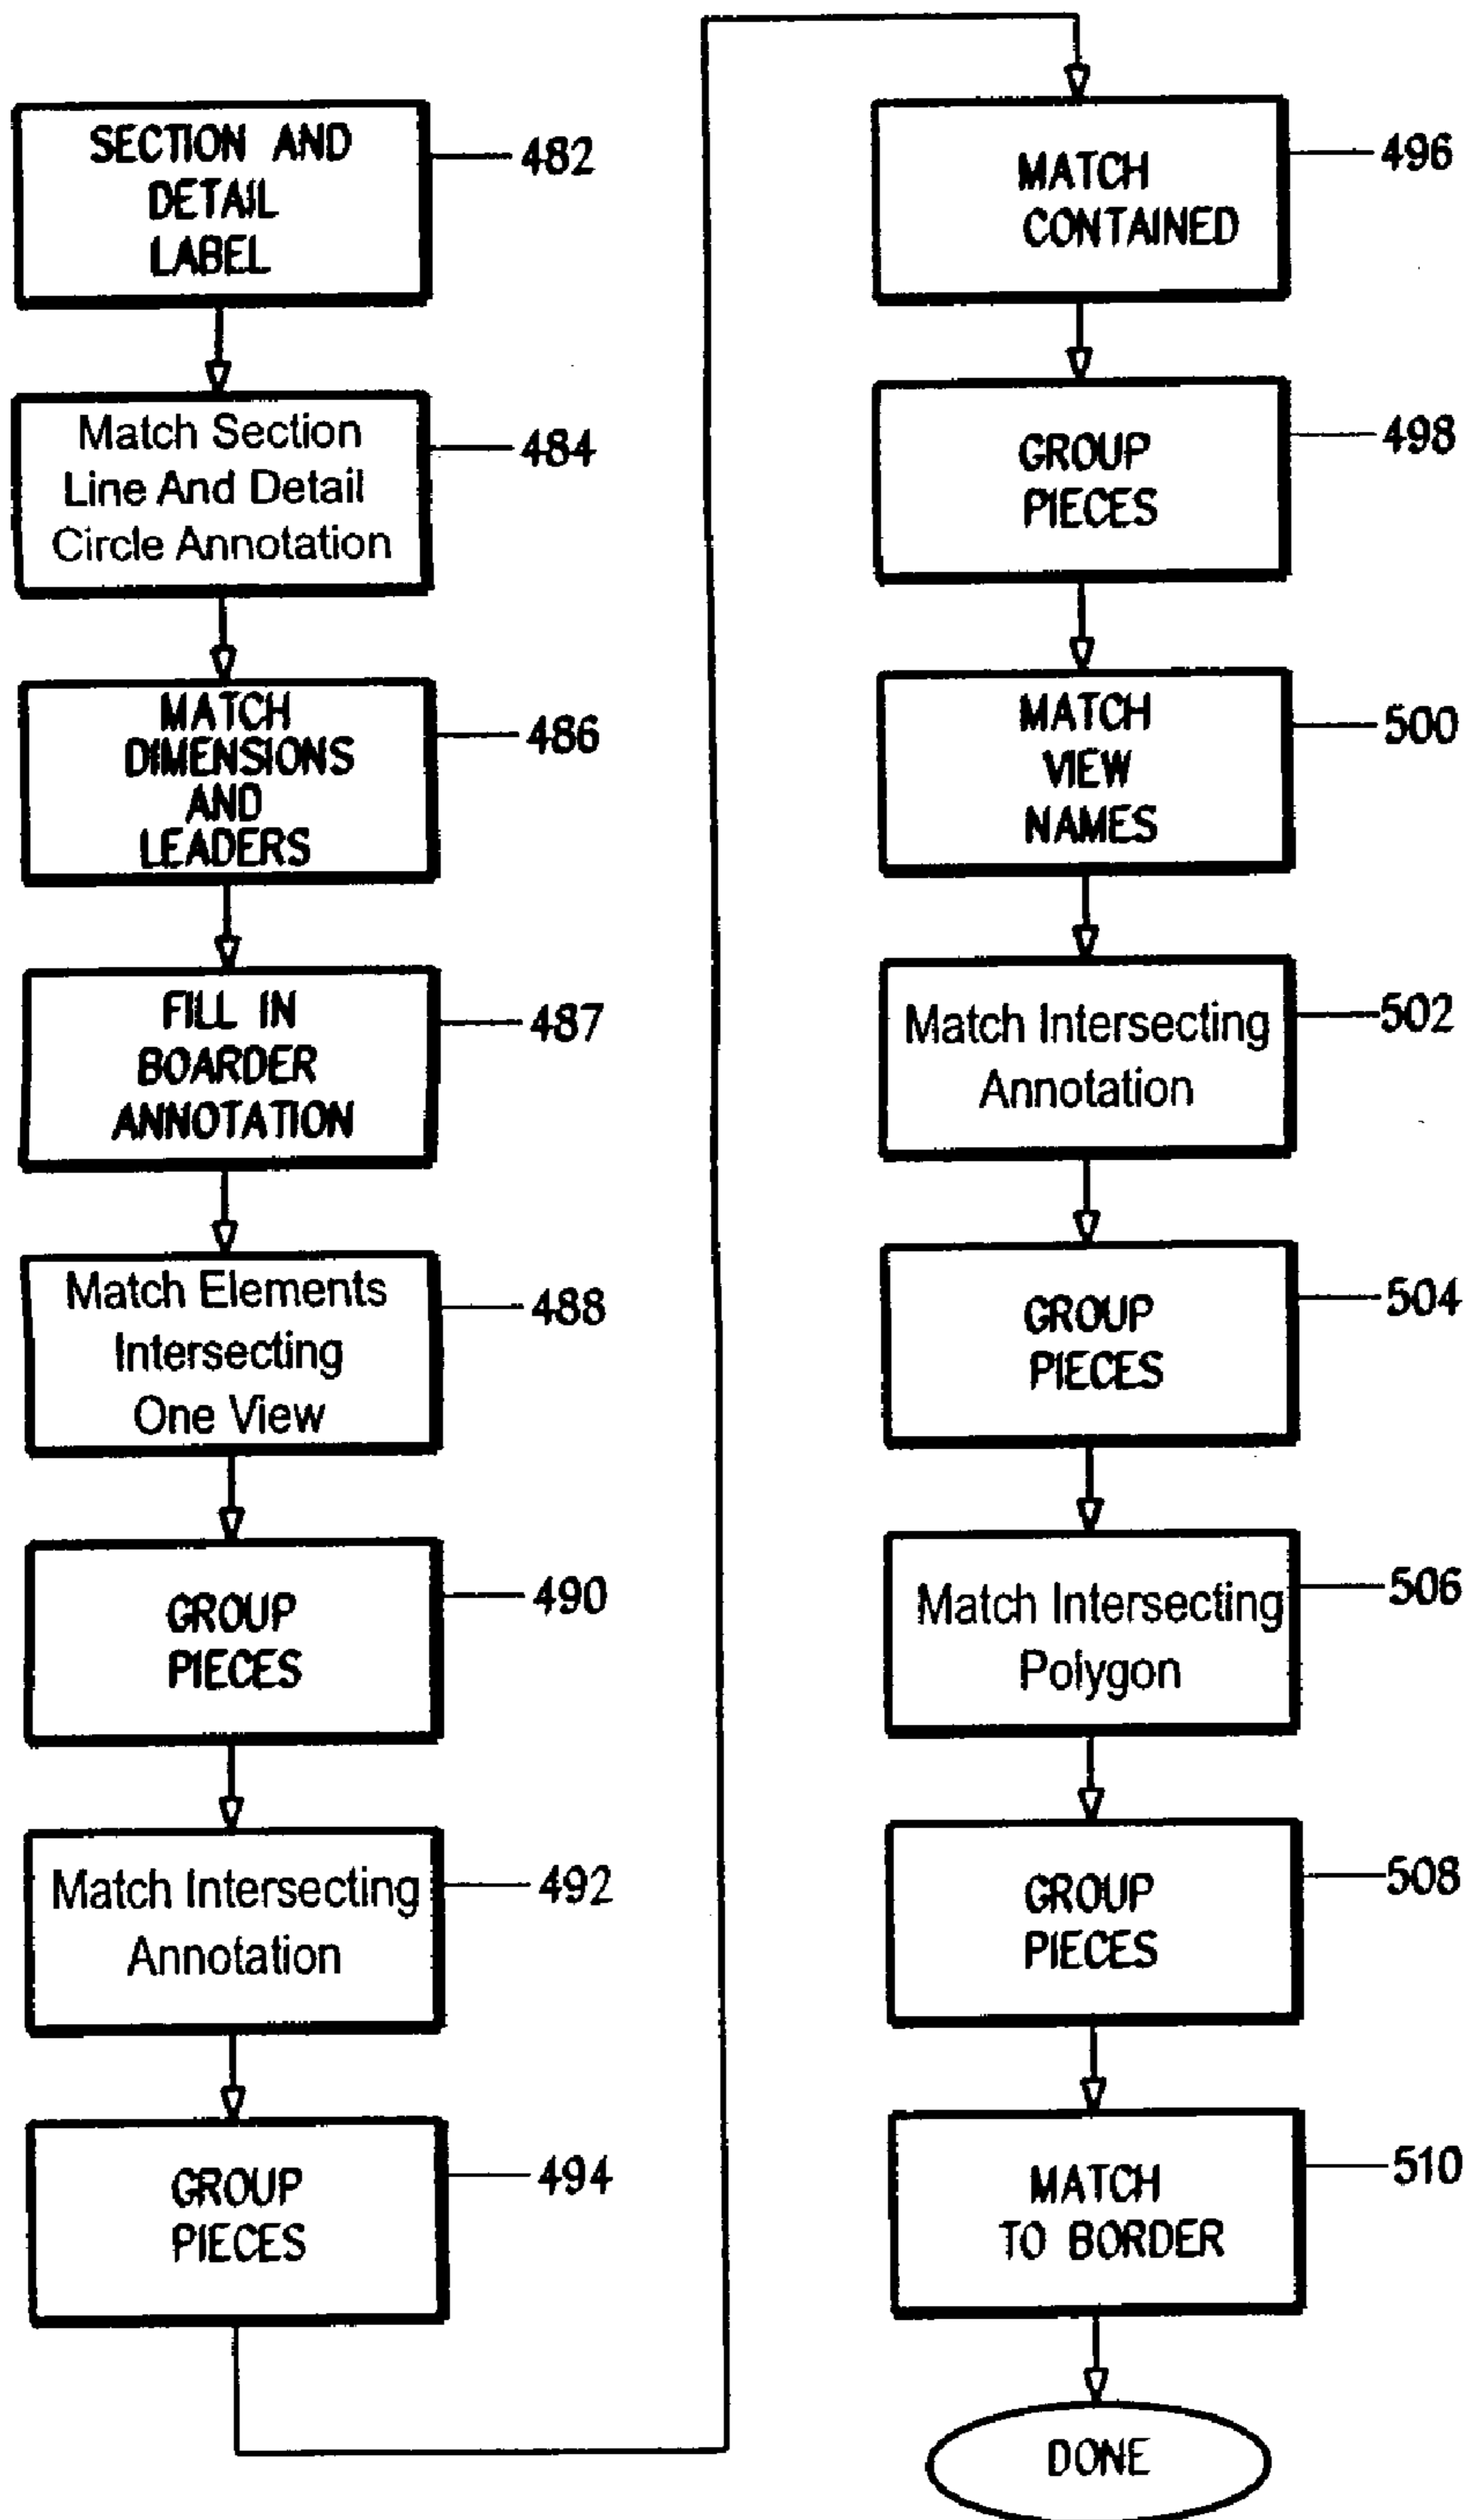 SECTION AND
DETAIL
LABEL
482
Match Section
Line And Detail
Circle Annotation
484
MATCH
DIMENSIONS
AND
LEADERS
486
FILL IN
BOARDER
ANNOTATION
487
Match Elements
Intersecting
One View
488
GROUP
PIECES
490
Match Intersecting
Annotation
492
GROUP
PIECES
494
MATCH
CONTAINED
496
GROUP
PIECES
498
MATCH
VIEW
NAMES
500
Match Intersecting
Annotation
502
GROUP
PIECES
504
Match Intersecting
Polygon
506
GROUP
PIECES
508
MATCH
TO BORDER
510
DONE